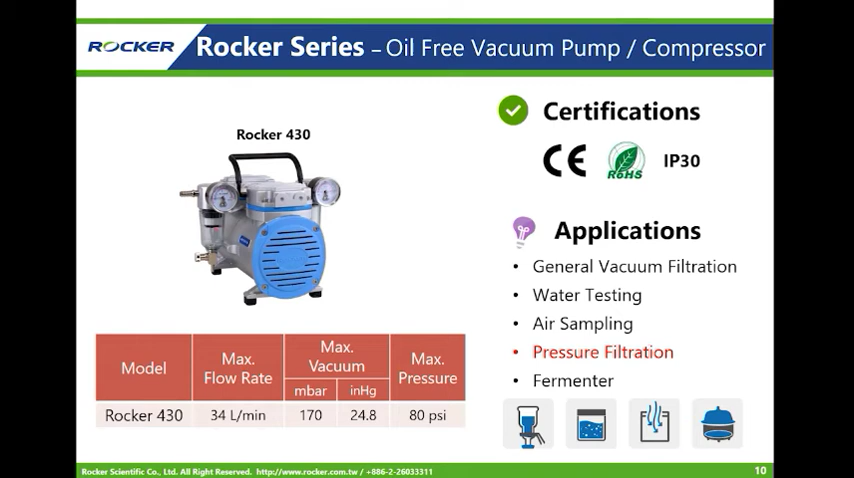 ROCKER
Rocker Series – Oil Free Vacuum Pump / Compressor
Rocker 430
Model
Max. Flow Rate
Max. Vacuum
mbar
inHg
Max. Pressure
Rocker 430
34 L/min
170
24.8
80 psi
Certifications
CE
RoHS
IP30
Applications
• General Vacuum Filtration
• Water Testing
• Air Sampling
• Pressure Filtration
• Fermenter
Rocker Scientific Co., Ltd. All Right Reserved. http://www.rocker.com.tw / +886-2-26033311
10